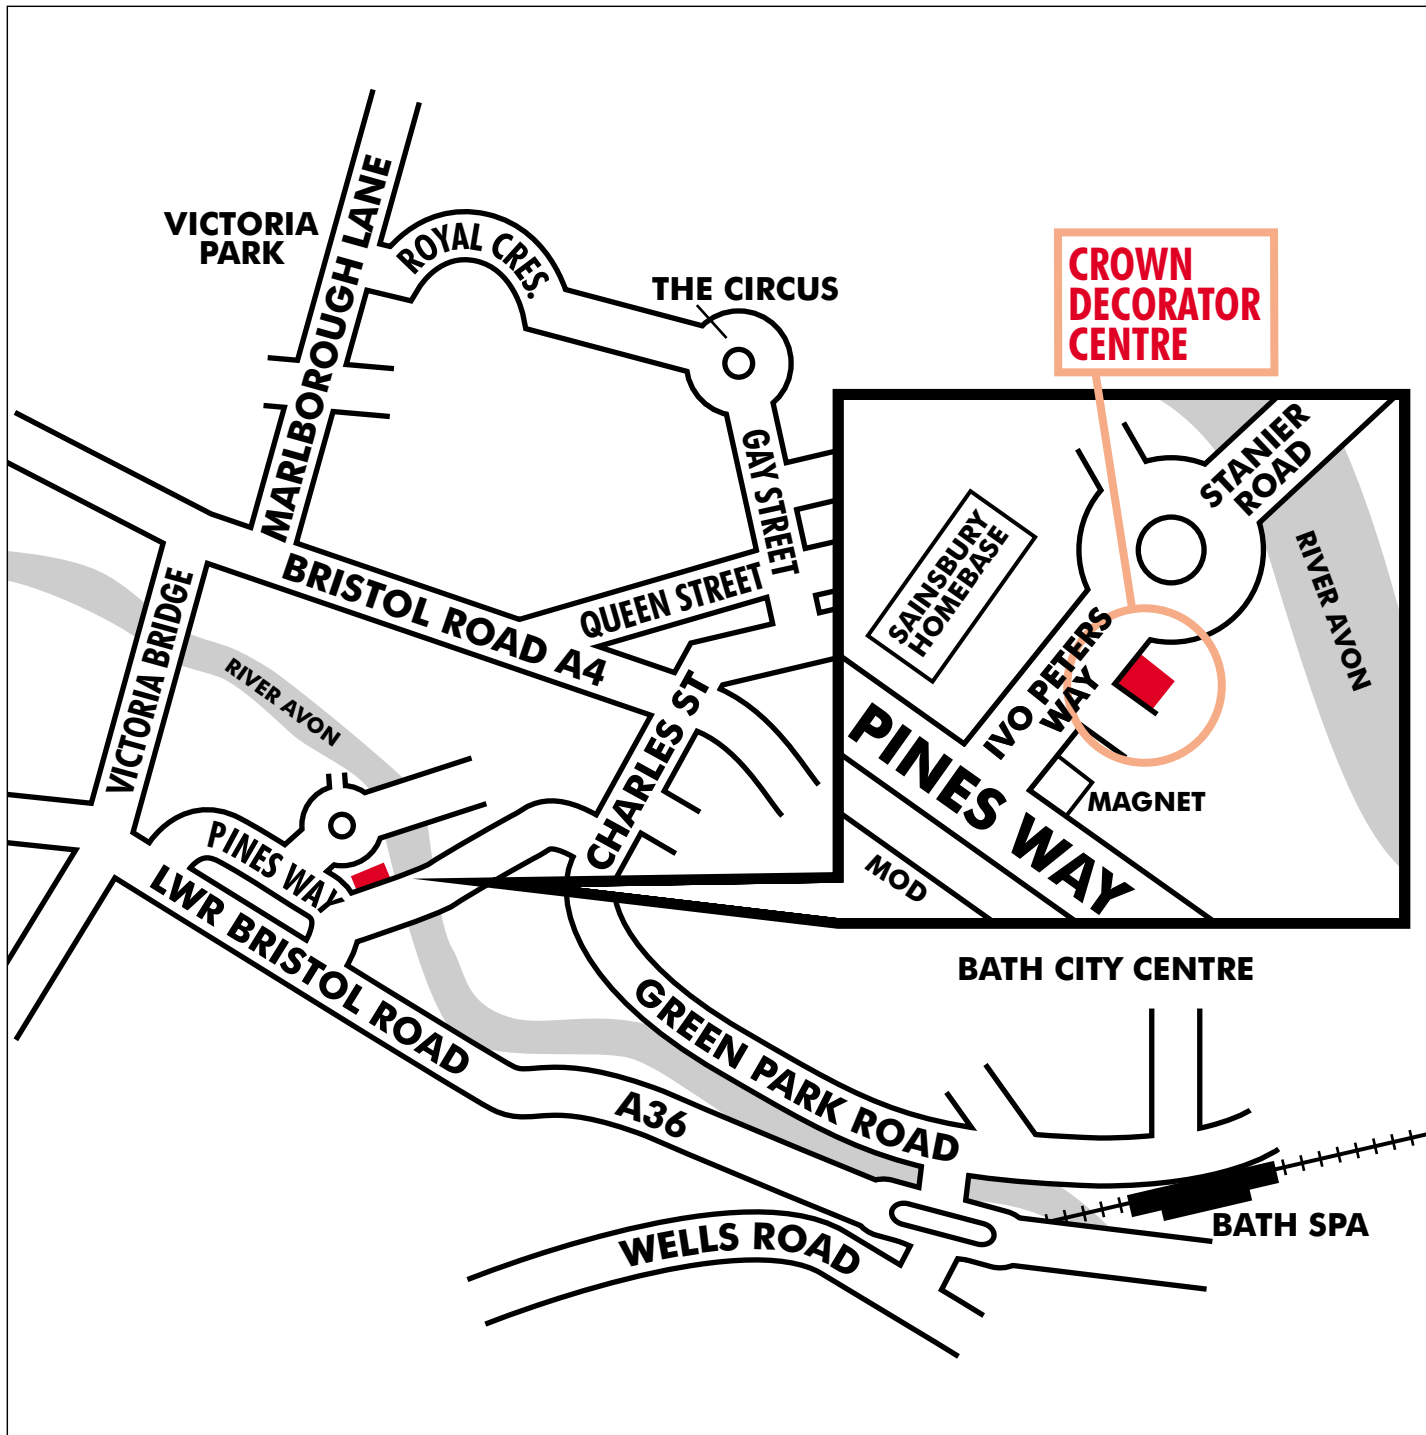 VICTORIA
PARK
MARLBOROUGH LANE
ROYAL CRES.
THE CIRCUS
CROWN
DECORATOR
CENTRE
GAY STREET
STANIER
ROAD
SAINSBURY
HOMEBASE
RIVER AVON
BRISTOL ROAD A4
QUEEN STREET
VICTORIA BRIDGE
RIVER AVON
IVO PETERS
WAY
CHARLES ST
PINES WAY
MAGNET
PINES WAY
MOD
LWR BRISTOL ROAD
BATH CITY CENTRE
GREEN PARK ROAD
A36
WELLS ROAD
BATH SPA